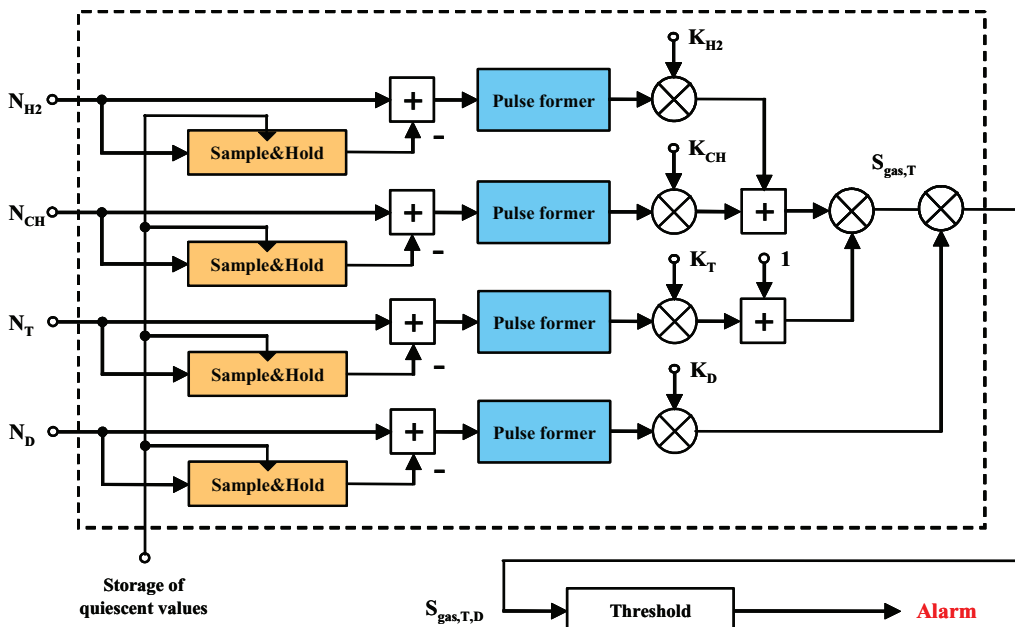 K_H2
N_H2
+
Pulse former
-
Sample&Hold
K_CH
S_gas,T
N_CH
+
Pulse former
+
-
Sample&Hold
K_T
1
N_T
+
Pulse former
+
-
Sample&Hold
K_D
N_D
+
Pulse former
-
Sample&Hold
Storage of
quiescent values
S_gas,T,D
Threshold
Alarm